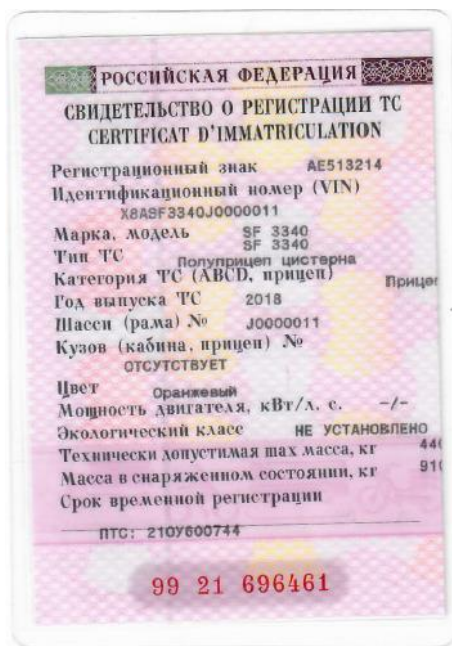 РОССИЙСКАЯ ФЕДЕРАЦИЯ
СВИДЕТЕЛЬСТВО О РЕГИСТРАЦИИ ТС
CERTIFICAT D'IMMATRICULATION
Регистрационный знак АЕ513214
Идентификационный номер (VIN)
X8ASF3340J0000011
Марка, модель SF 3340
SF 3340
Тип ТС Полуприцеп цистерна
Категория ТС (ABCD, прицеп) Прицеп
Год выпуска ТС 2018
Шасси (рама) № J0000011
Кузов (кабина, прицеп) №
ОТСУТСТВУЕТ
Цвет Оранжевый
Мощность двигателя, кВт/л. с. -/-
Экологический класс НЕ УСТАНОВЛЕНО
Технически допустимая max масса, кг 440
Масса в снаряженном состоянии, кг 910
Срок временной регистрации
ПТС: 210У600744
99 21 696461